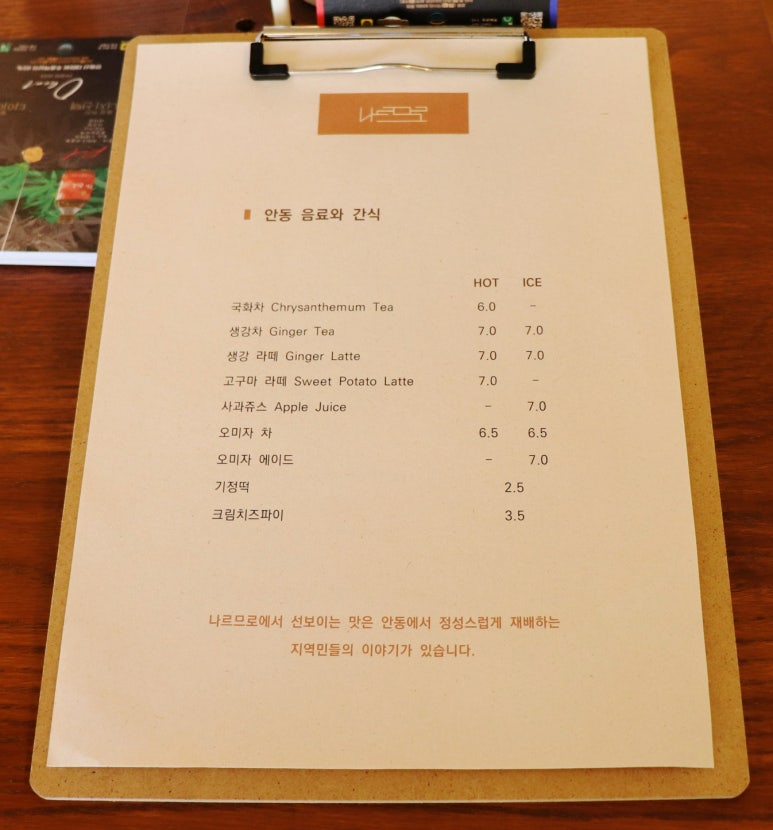 나르므로
안동 음료와 간식
HOT ICE
국화차 Chrysanthemum Tea 6.0 –
생강차 Ginger Tea 7.0 7.0
생강 라떼 Ginger Latte 7.0 7.0
고구마 라떼 Sweet Potato Latte 7.0 –
사과쥬스 Apple Juice – 7.0
오미자 차 6.5 6.5
오미자 에이드 – 7.0
기정떡 2.5
크림치즈파이 3.5
나르므로에서 선보이는 맛은 안동에서 정성스럽게 재배하는
지역민들의 이야기가 있습니다.